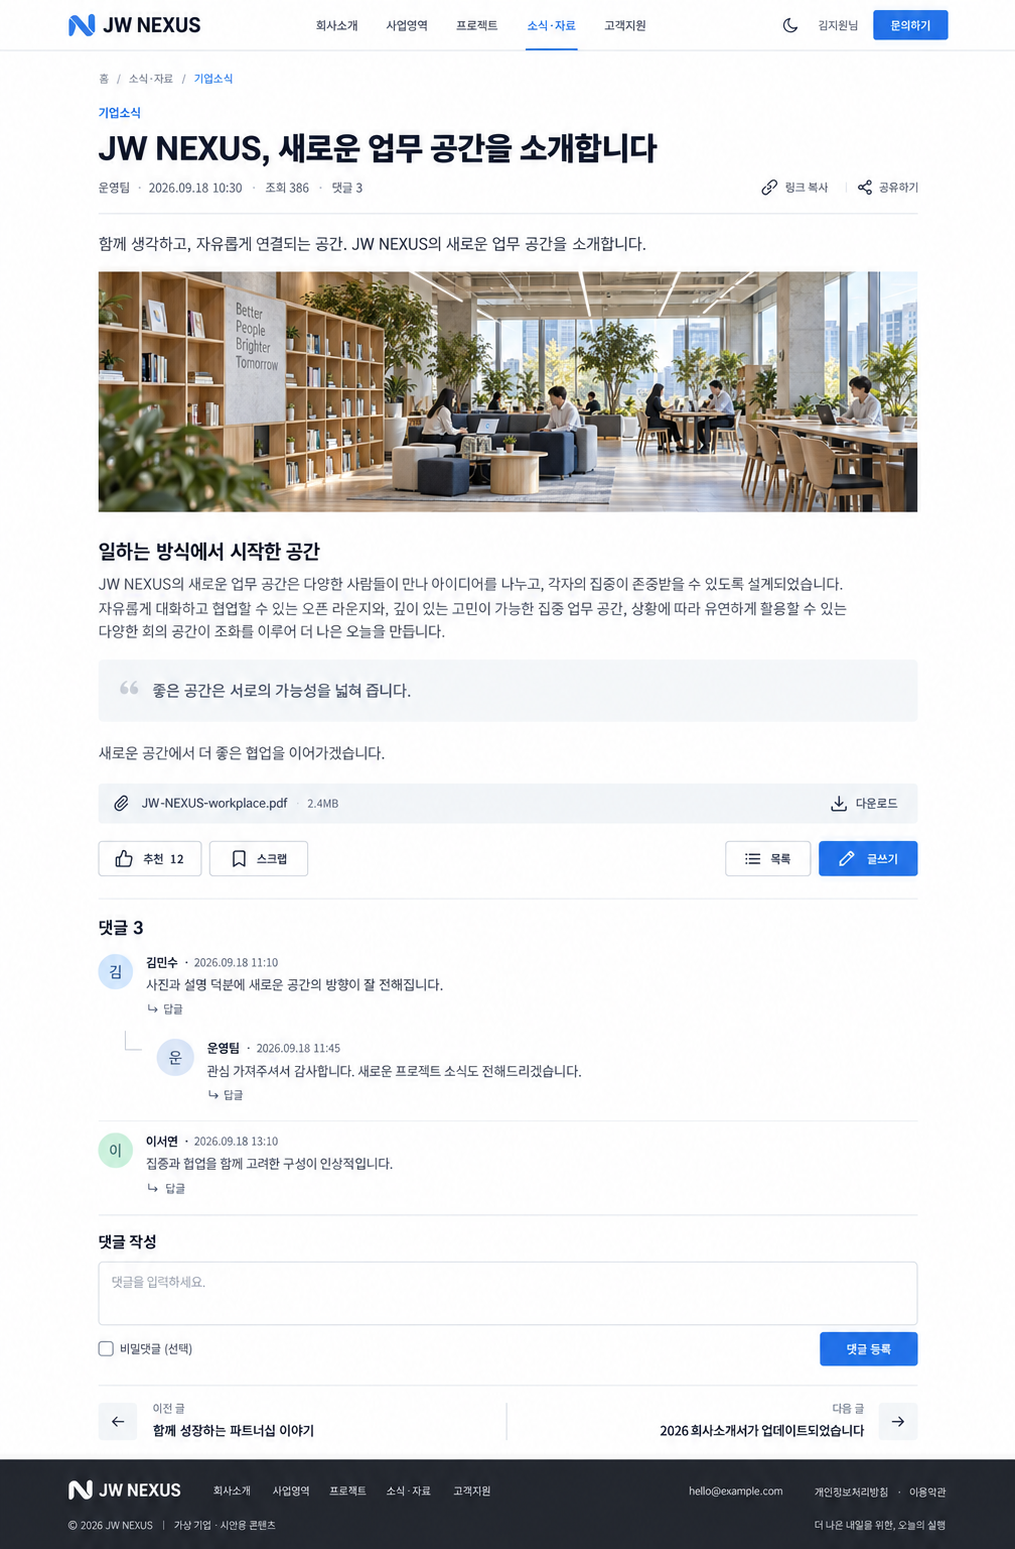 JW NEXUS
회사소개 사업영역 프로젝트 소식·자료 고객지원
김지원님 문의하기
홈 / 소식·자료 / 기업소식
기업소식
JW NEXUS, 새로운 업무 공간을 소개합니다
운영팀 · 2026.09.18 10:30 · 조회 386 · 댓글 3
링크 복사 공유하기
함께 생각하고, 자유롭게 연결되는 공간. JW NEXUS의 새로운 업무 공간을 소개합니다.
Better
People
Brighter
Tomorrow
일하는 방식에서 시작한 공간
JW NEXUS의 새로운 업무 공간은 다양한 사람들이 만나 아이디어를 나누고, 각자의 집중이 존중받을 수 있도록 설계되었습니다.
자유롭게 대화하고 협업할 수 있는 오픈 라운지와, 깊이 있는 고민이 가능한 집중 업무 공간, 상황에 따라 유연하게 활용할 수 있는
다양한 회의 공간이 조화를 이루어 더 나은 오늘을 만듭니다.
좋은 공간은 서로의 가능성을 넓혀 줍니다.
새로운 공간에서 더 좋은 협업을 이어가겠습니다.
JW-NEXUS-workplace.pdf · 2.4MB
다운로드
추천 12 스크랩
목록 글쓰기
댓글 3
김 김민수 · 2026.09.18 11:10
사진과 설명 덕분에 새로운 공간의 방향이 잘 전해집니다.
답글
운 운영팀 · 2026.09.18 11:45
관심 가져주셔서 감사합니다. 새로운 프로젝트 소식도 전해드리겠습니다.
답글
이 이서연 · 2026.09.18 13:10
집중과 협업을 함께 고려한 구성이 인상적입니다.
답글
댓글 작성
댓글을 입력하세요.
비밀댓글 (선택)
댓글 등록
이전 글
함께 성장하는 파트너십 이야기
다음 글
2026 회사소개서가 업데이트되었습니다
JW NEXUS 회사소개 사업영역 프로젝트 소식·자료 고객지원
hello@example.com 개인정보처리방침 · 이용약관
© 2026 JW NEXUS | 가상 기업 · 시안용 콘텐츠
더 나은 내일을 위한, 오늘의 실행